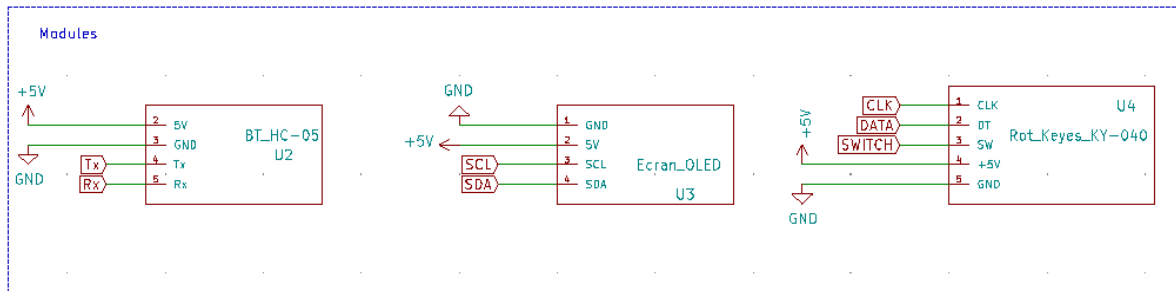 Modules
+5V
2 5V
3 GND
Tx 4 Tx
Rx 5 Rx
GND
BT_HC-05
U2
GND
+5V
1 GND
2 5V
SCL 3 SCL
SDA 4 SDA
Ecran_OLED
U3
+5V
CLK 1 CLK
DATA 2 DT
SWITCH 3 SW
4 +5V
5 GND
GND
U4
Rot_Keyes_KY-040